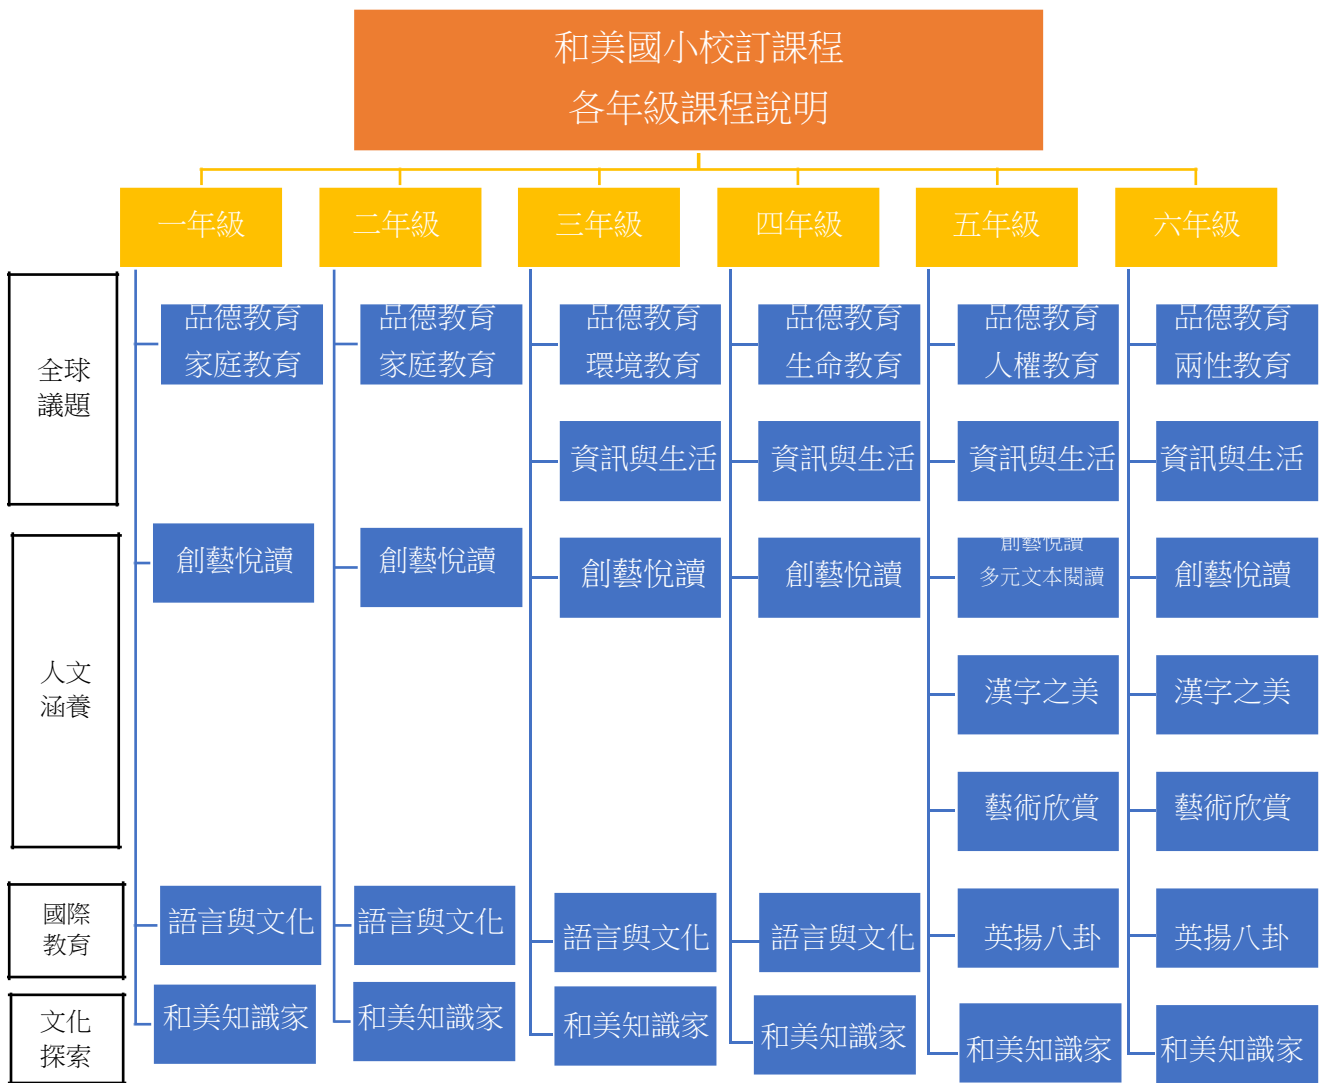 和美國小校訂課程
各年級課程說明
一年級
二年級
三年級
四年級
五年級
六年級
全球
議題
品德教育
家庭教育
品德教育
家庭教育
品德教育
環境教育
品德教育
生命教育
品德教育
人權教育
品德教育
兩性教育
資訊與生活
資訊與生活
資訊與生活
資訊與生活
人文
涵養
創藝悅讀
創藝悅讀
創藝悅讀
創藝悅讀
創藝悅讀
多元文本閱讀
創藝悅讀
漢字之美
漢字之美
藝術欣賞
藝術欣賞
國際
教育
語言與文化
語言與文化
語言與文化
語言與文化
英揚八卦
英揚八卦
文化
探索
和美知識家
和美知識家
和美知識家
和美知識家
和美知識家
和美知識家